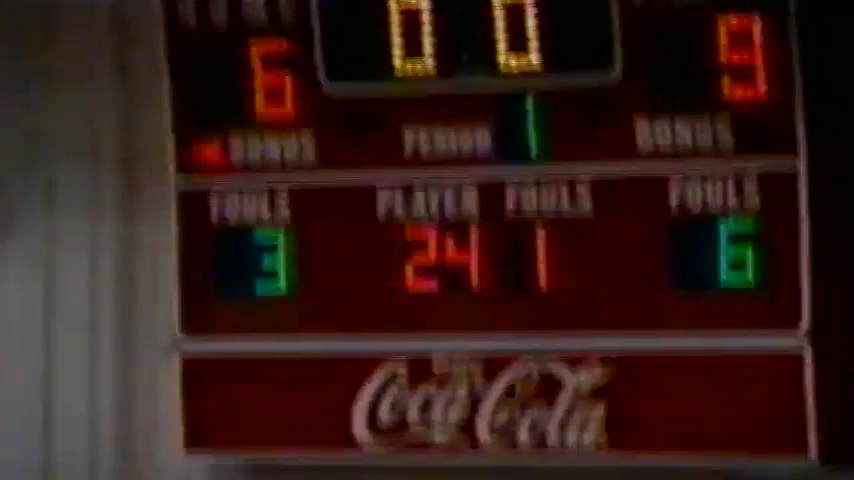 0 0
6 9
BONUS PERIOD 1 BONUS
FOULS PLAYER FOULS FOULS
3 24 1 6
Coca-Cola